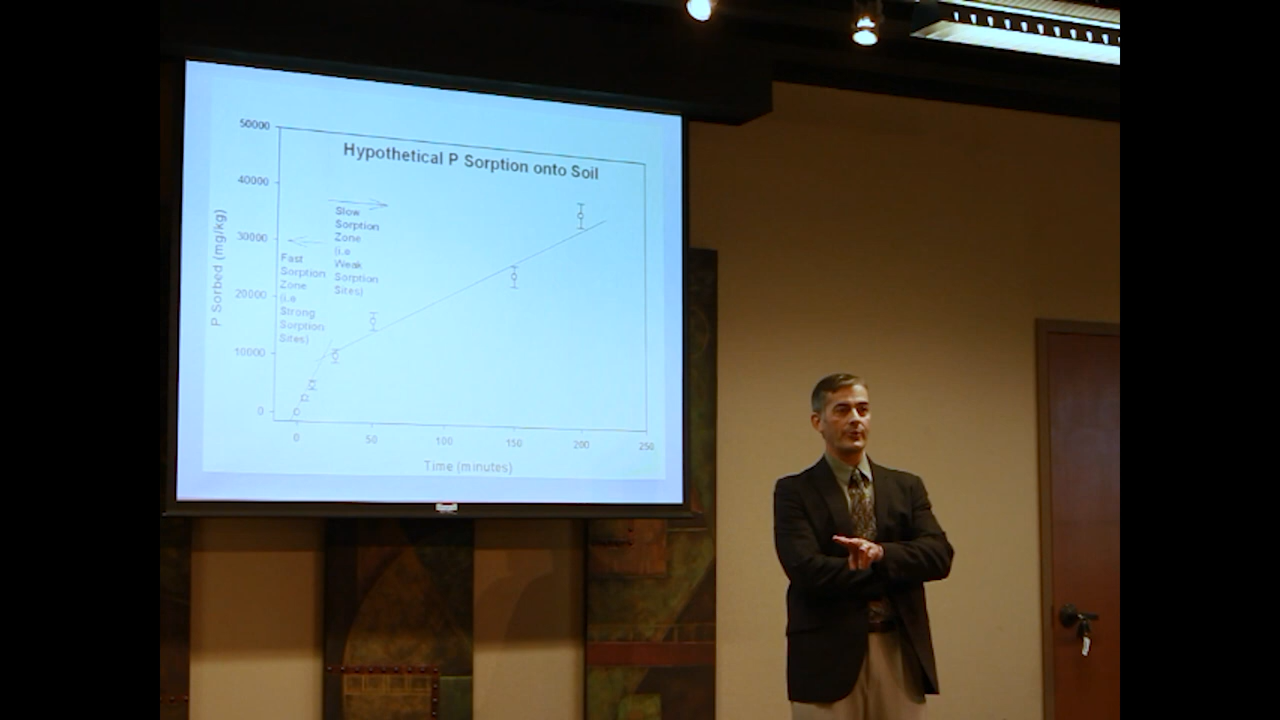 Hypothetical P Sorption onto Soil
50000
40000
30000
20000
10000
0
P Sorbed (mg/kg)
Slow
Sorption
Zone
(i.e
Weak
Sorption
Sites)
Fast
Sorption
Zone
(i.e
Strong
Sorption
Sites)
0 50 100 150 200 250
Time (minutes)